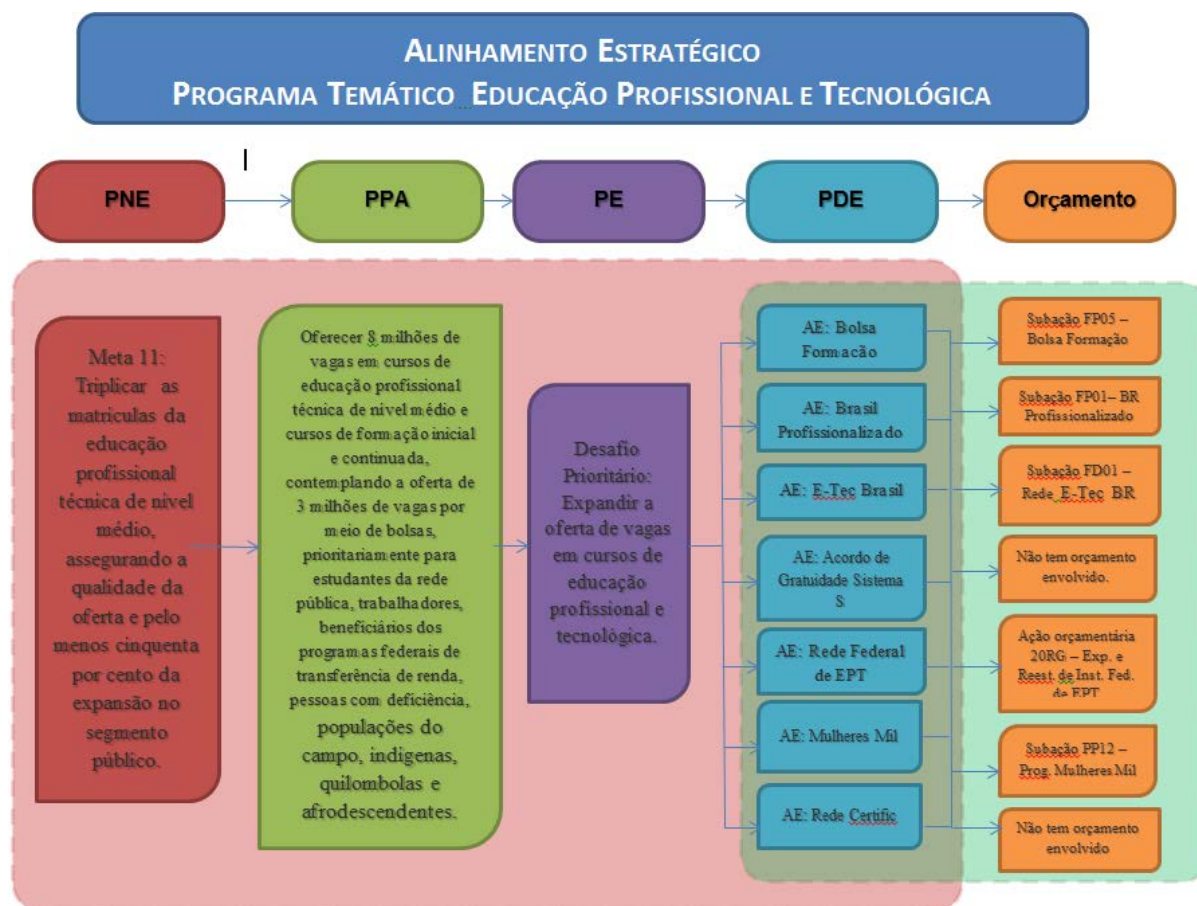 ALINHAMENTO ESTRATÉGICO
PROGRAMA TEMÁTICO EDUCAÇÃO PROFISSIONAL E TECNOLÓGICA
PNE
PPA
PE
PDE
Orçamento
Meta 11:
Triplicar as
matriculas da
educação
profissional
técnica de nível
médio,
assegurando a
qualidade da
oferta e pelo
menos cinquenta
por cento da
expansão no
segmento
público.
Oferecer 8 milhões de
vagas em cursos de
educação profissional
técnica de nível médio e
cursos de formação inicial
e continuada,
contemplando a oferta de
3 milhões de vagas por
meio de bolsas,
prioritariamente para
estudantes da rede
pública, trabalhadores,
beneficiários dos
programas federais de
transferência de renda,
pessoas com deficiência,
populações do
campo, indígenas,
quilombolas e
afrodescendentes.
Desafio
Prioritário:
Expandir a
oferta de vagas
em cursos de
educação
profissional e
tecnológica.
AE: Bolsa
Formacão
AE: Brasil
Profissionalizado
AE: E-Tec Brasil
AE: Acordo de
Gratuidade Sistema
S
AE: Rede Federal
de EPT
AE: Mulheres Mil
AE: Rede Certific
Subação FP05 –
Bolsa Formação
Subação FP01– BR
Profissionalizado
Subação FD01 –
Rede E-Tec BR
Não tem orçamento
envolvido.
Ação orçamentária
20RG – Exp. e
Reest. de Inst. Fed.
de EPT
Subação PP12 –
Prog. Mulheres Mil
Não tem orçamento
envolvido